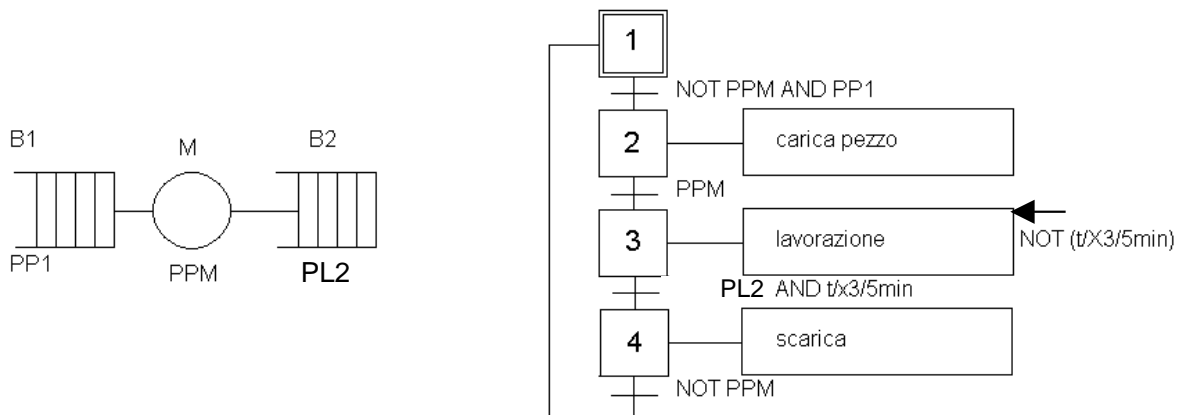 B1
M
B2
PP1
PPM
PL2
1
NOT PPM AND PP1
2
carica pezzo
PPM
3
lavorazione
NOT (t/X3/5min)
PL2 AND t/x3/5min
4
scarica
NOT PPM